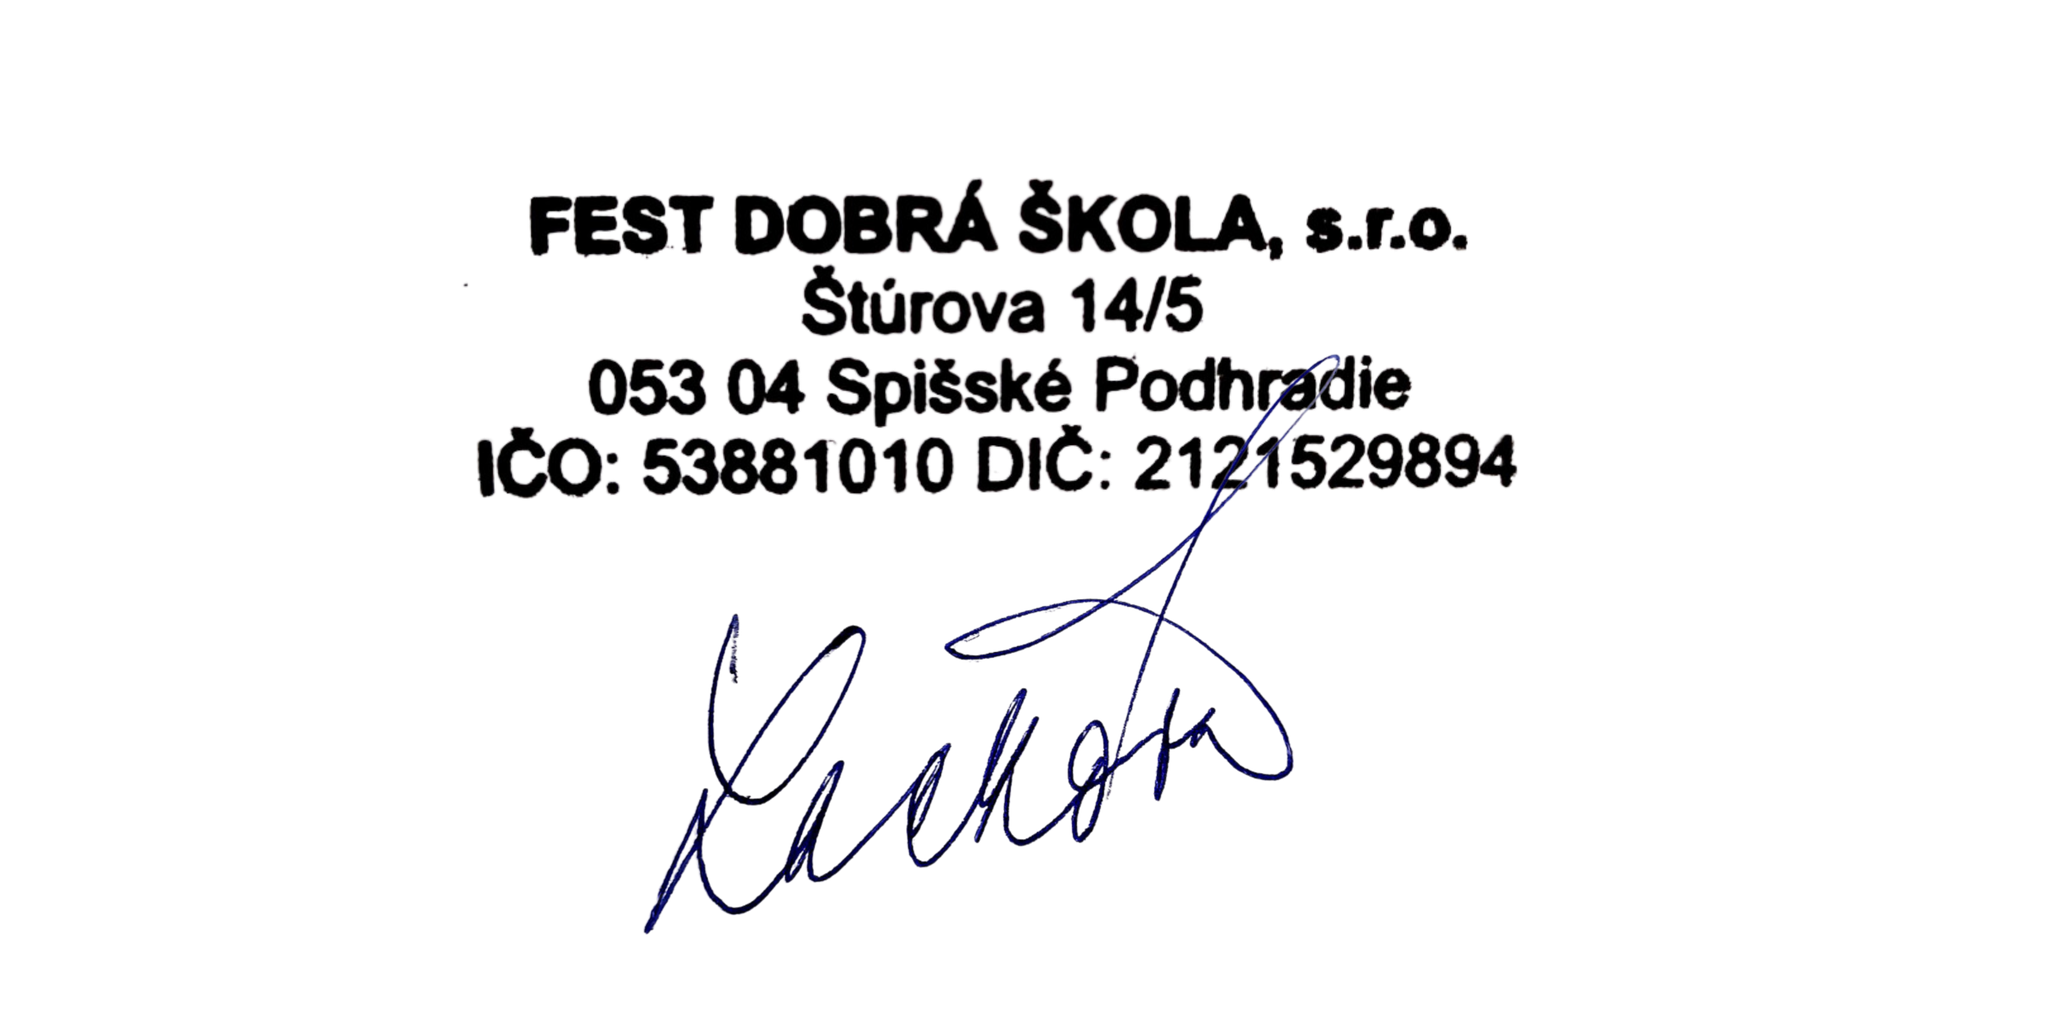 FEST DOBRÁ ŠKOLA, s.r.o.
Štúrova 14/5
053 04 Spišské Podhradie
IČO: 53881010 DIČ: 2121529894